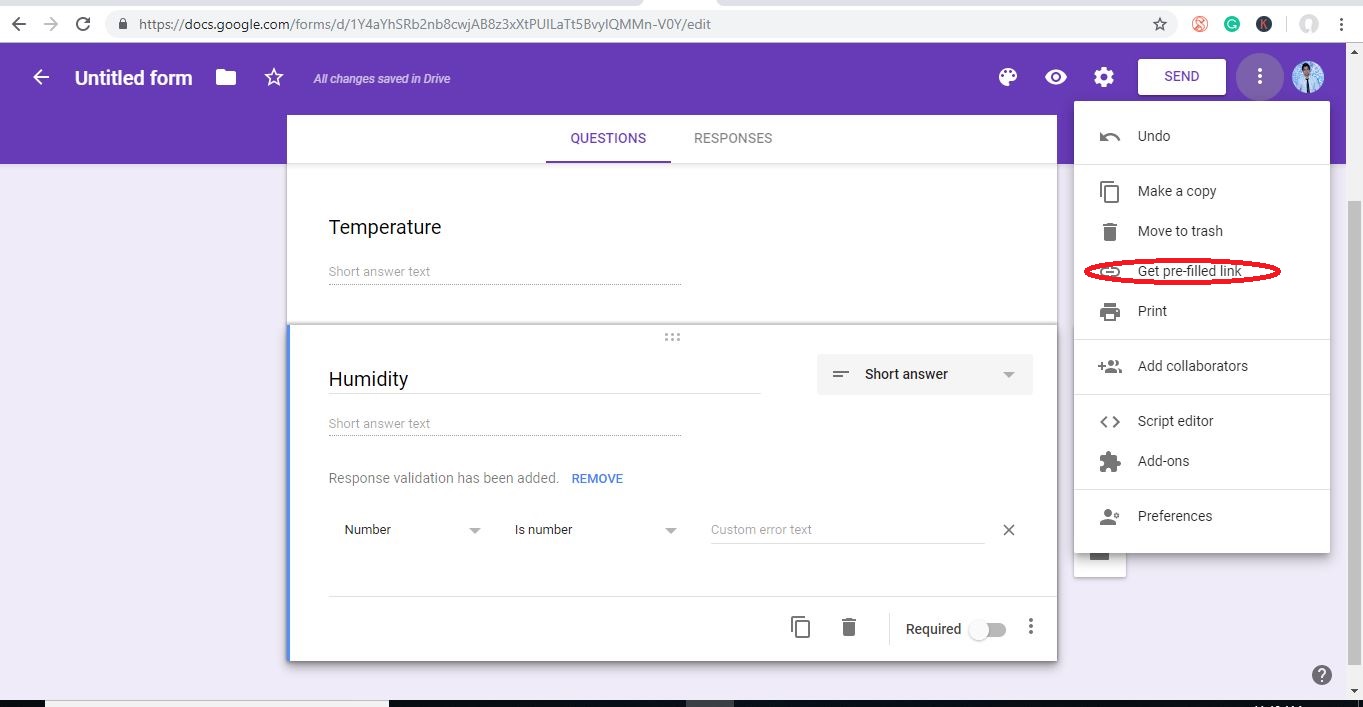 https://docs.google.com/forms/d/1Y4aYhSRb2nb8cwjAB8z3xXtPUILaTt5BvyIQMMn-V0Y/edit
Untitled form
All changes saved in Drive
SEND
QUESTIONS RESPONSES
Temperature
Short answer text
Humidity
Short answer
Short answer text
Response validation has been added. REMOVE
Number Is number Custom error text
Required
Undo
Make a copy
Move to trash
Get pre-filled link
Print
Add collaborators
Script editor
Add-ons
Preferences